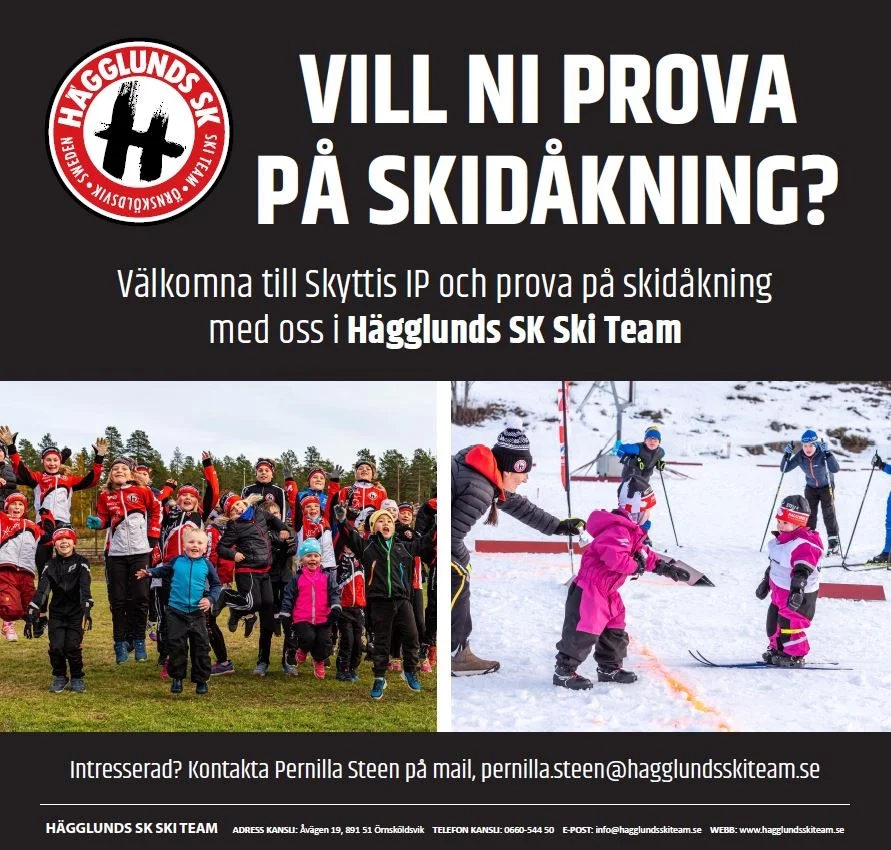 HÄGGLUNDS SK
SKI TEAM • ÖRNSKÖLDSVIK • SWEDEN
H
VILL NI PROVA
PÅ SKIDÅKNING?
Välkomna till Skyttis IP och prova på skidåkning
med oss i Hägglunds SK Ski Team
Intresserad? Kontakta Pernilla Steen på mail, pernilla.steen@hagglundsskiteam.se
HÄGGLUNDS SK SKI TEAM ADRESS KANSLI: Åvägen 19, 891 51 Örnsköldsvik TELEFON KANSLI: 0660-544 50 E-POST: info@hagglundsskiteam.se WEBB: www.hagglundsskiteam.se